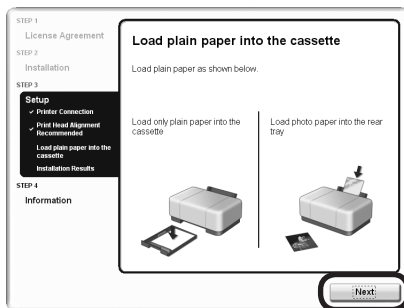 STEP 1
License Agreement
STEP 2
Installation
STEP 3
Setup
Printer Connection
Print Head Alignment
Recommended
Load plain paper into the
cassette
Installation Results
STEP 4
Information
Load plain paper into the cassette
Load plain paper as shown below.
Load only plain paper into the
cassette
Load photo paper into the rear
tray
Next